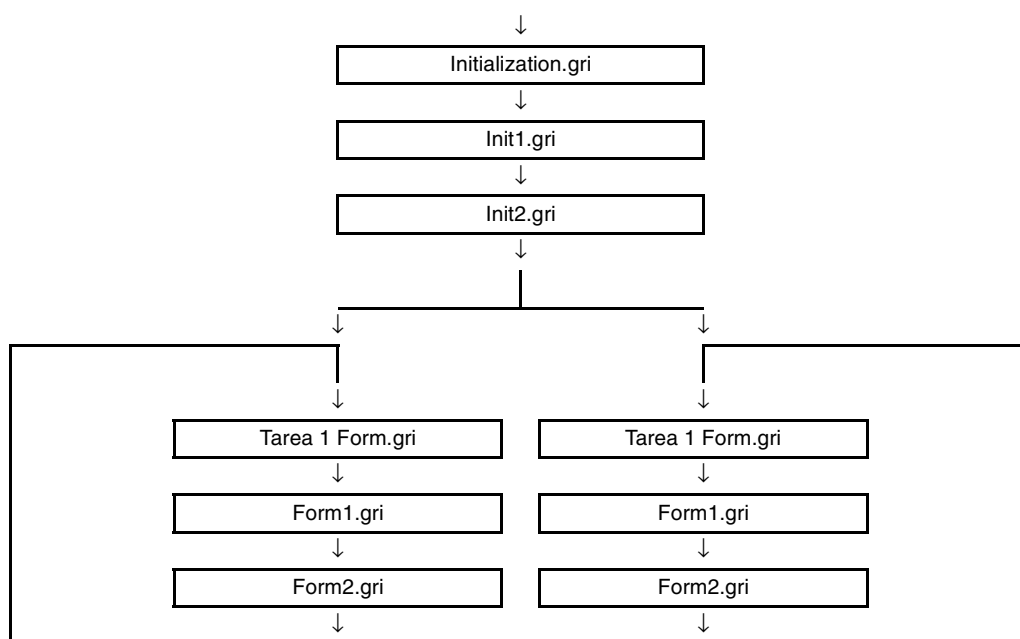 Initialization.gri
Init1.gri
Init2.gri
Tarea 1 Form.gri Tarea 1 Form.gri
Form1.gri Form1.gri
Form2.gri Form2.gri